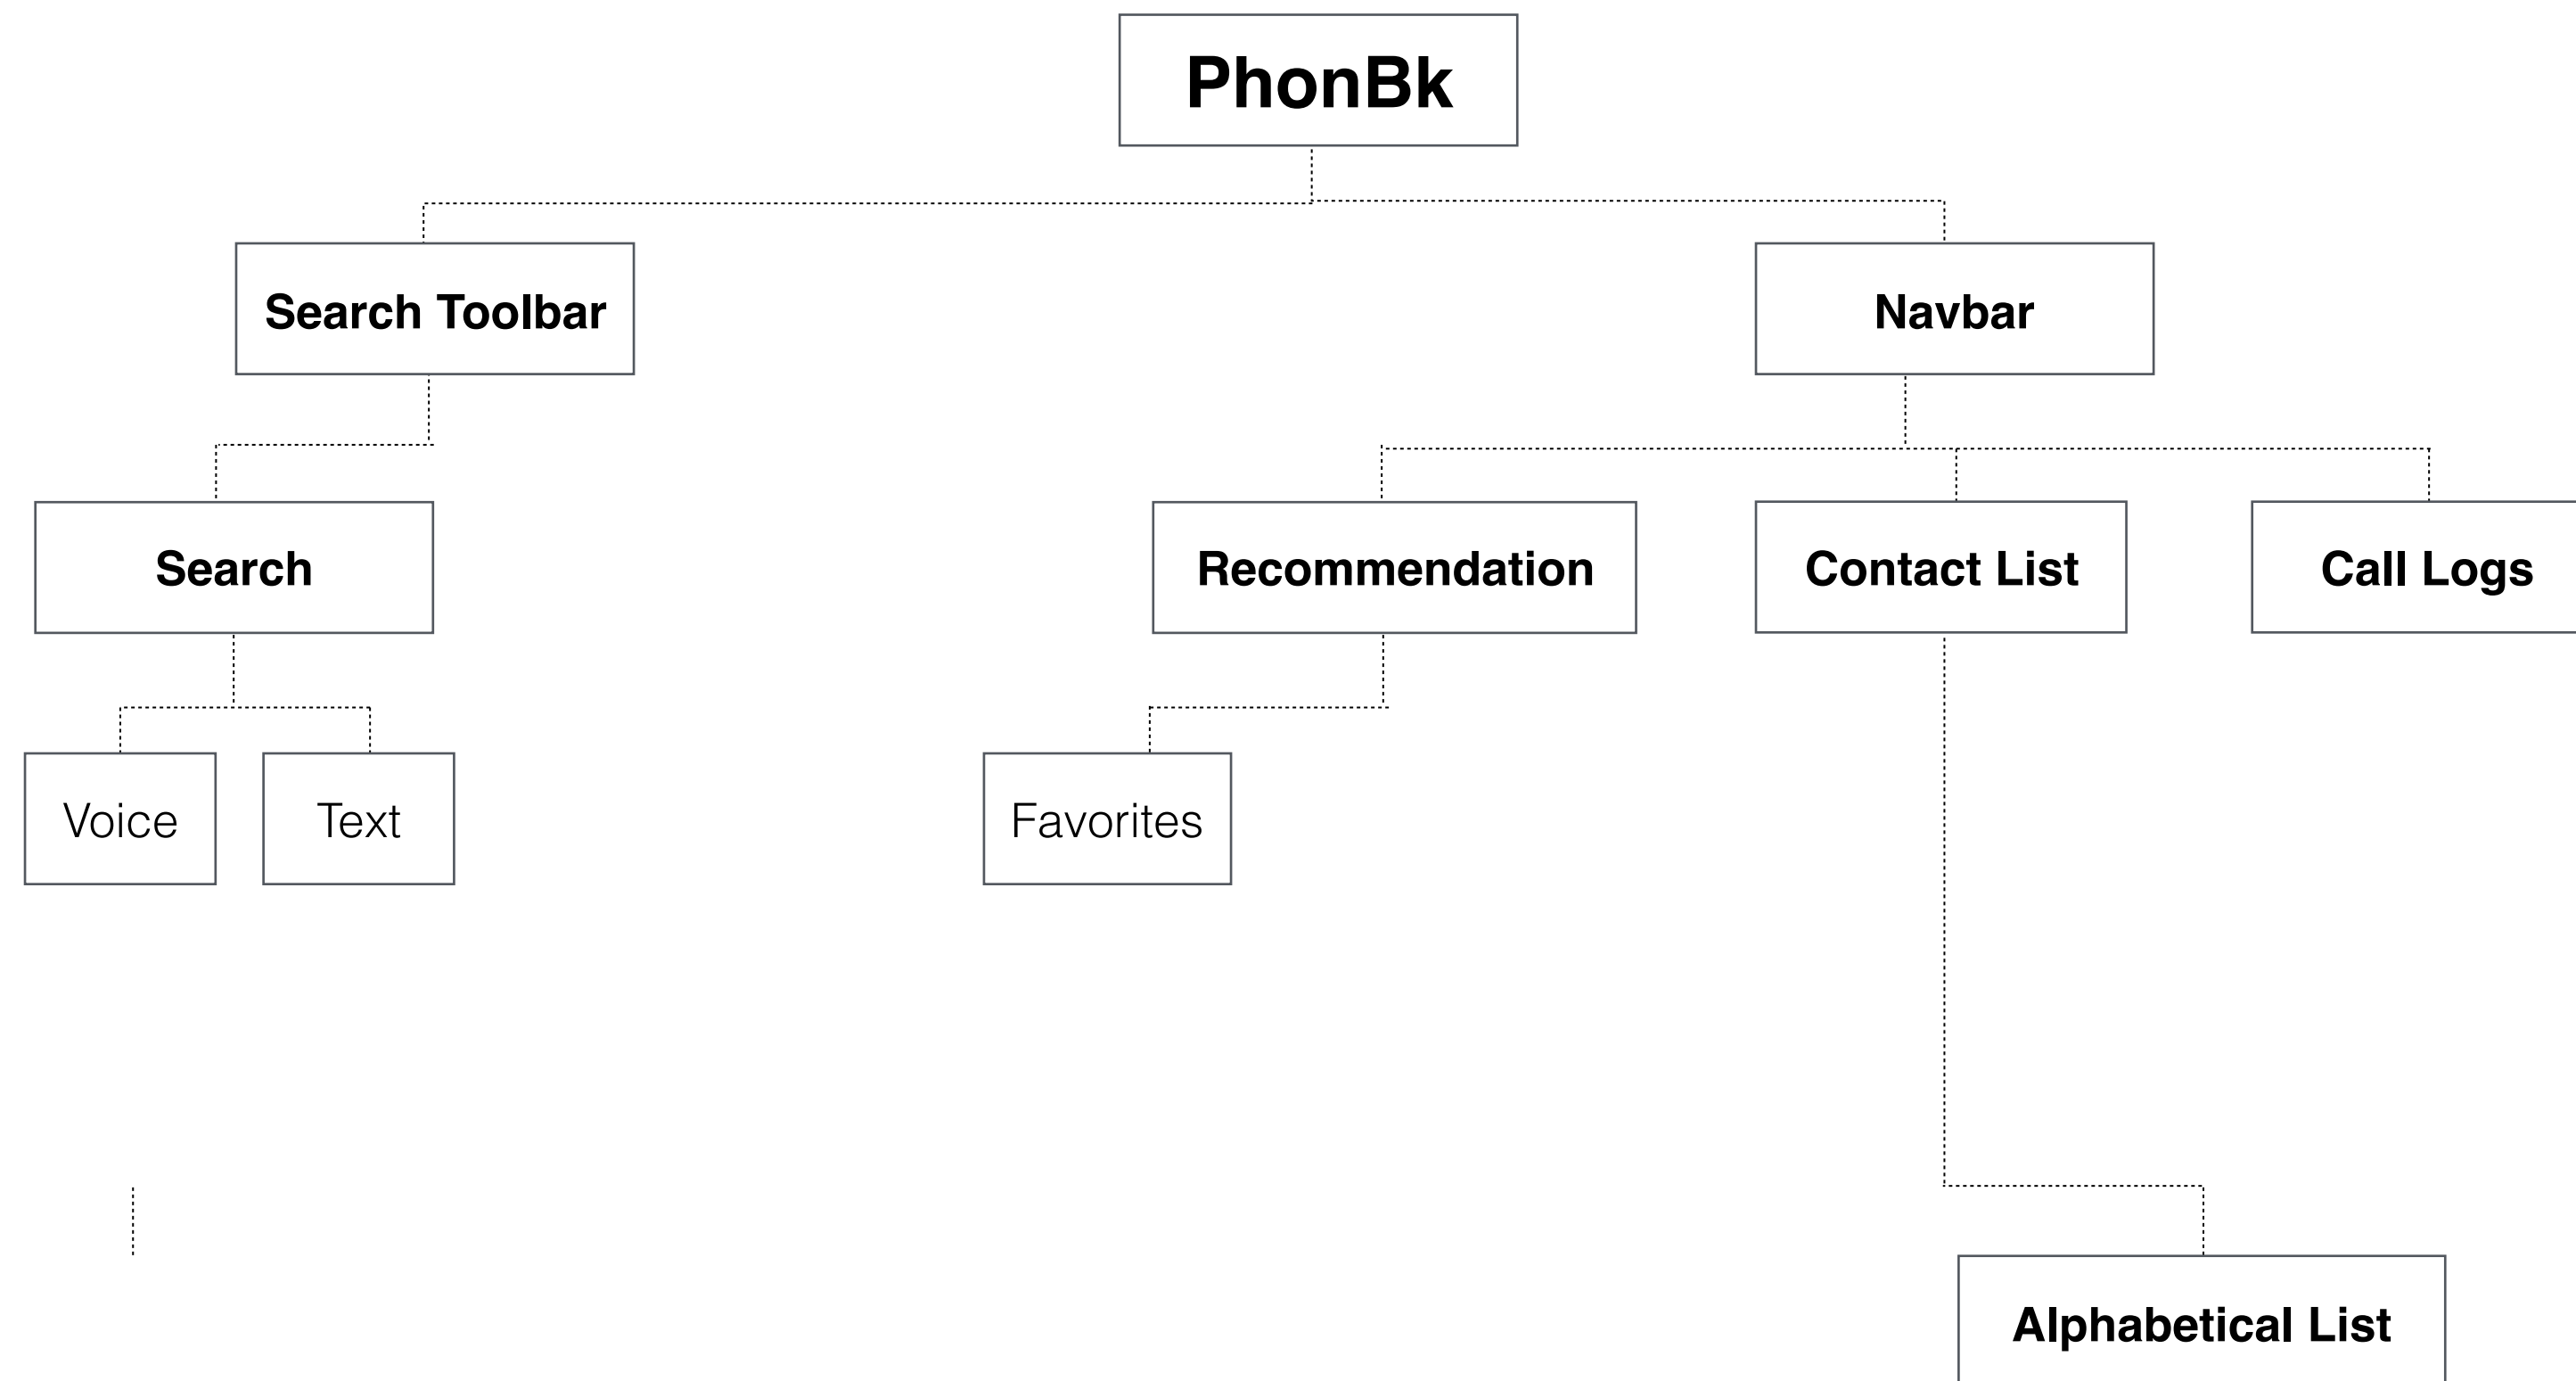 PhonBk
Search Toolbar
Navbar
Search
Recommendation
Contact List
Call Logs
Voice
Text
Favorites
Alphabetical List